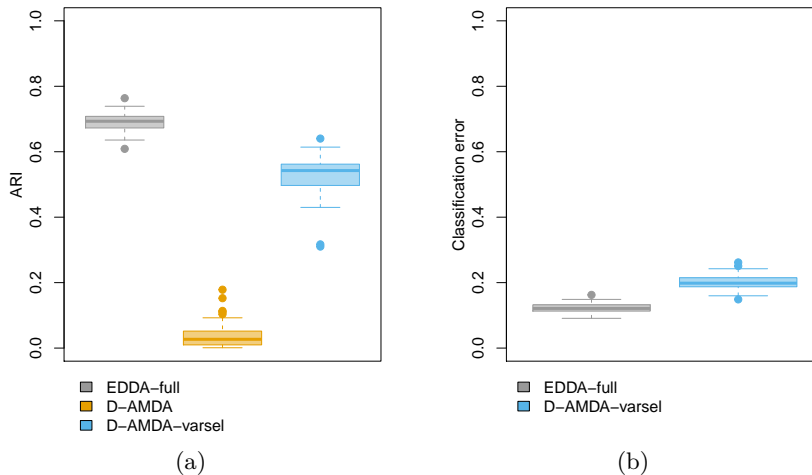 1.0
0.8
0.6
0.4
0.2
0.0
ARI
EDDA−full
D−AMDA
D−AMDA−varsel
(a)
1.0
0.8
0.6
0.4
0.2
0.0
Classification error
EDDA−full
D−AMDA−varsel
(b)